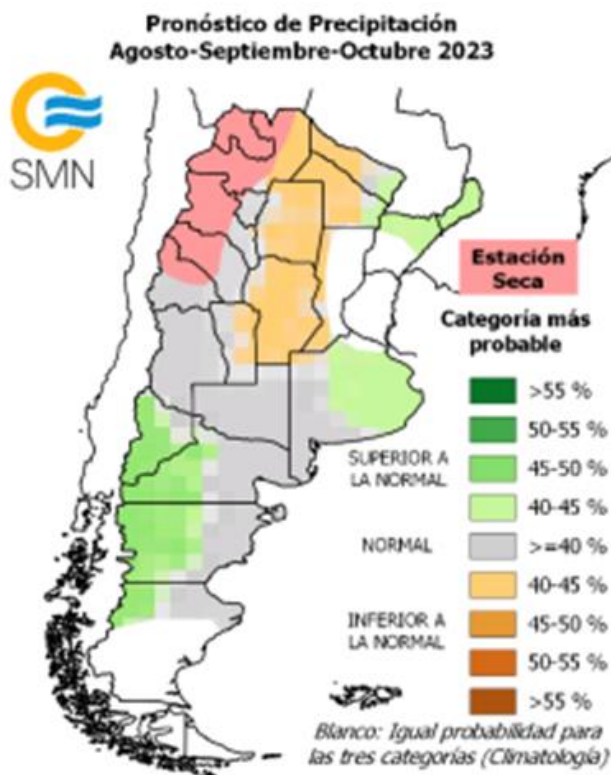 Pronóstico de Precipitación
Agosto-Septiembre-Octubre 2023
SMN
Estación
Seca
Categoría más
probable
>55 %
50-55 %
SUPERIOR A
LA NORMAL
45-50 %
40-45 %
NORMAL
>=40 %
40-45 %
INFERIOR A
LA NORMAL
45-50 %
50-55 %
>55 %
Blanco: Igual probabilidad para
las tres categorías (Climatología)